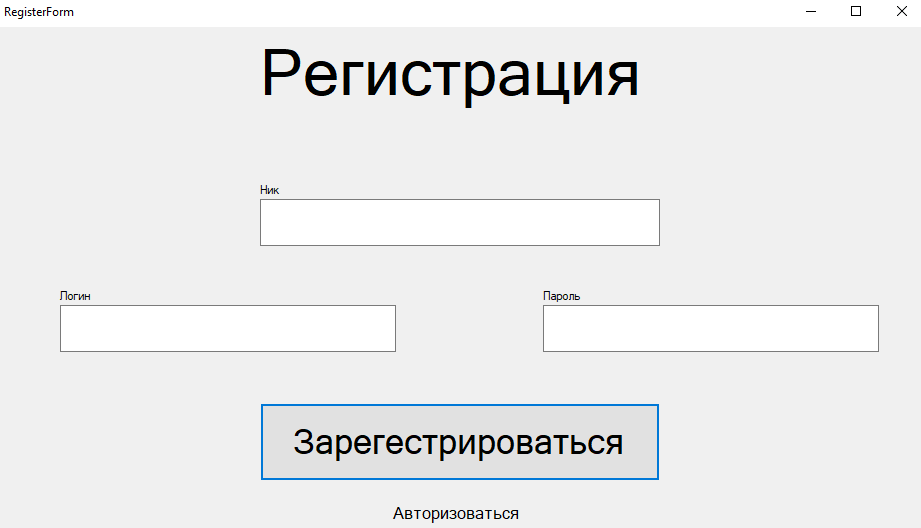 RegisterForm
Регистрация
Ник
Логин
Пароль
Зарегестрироваться
Авторизоваться